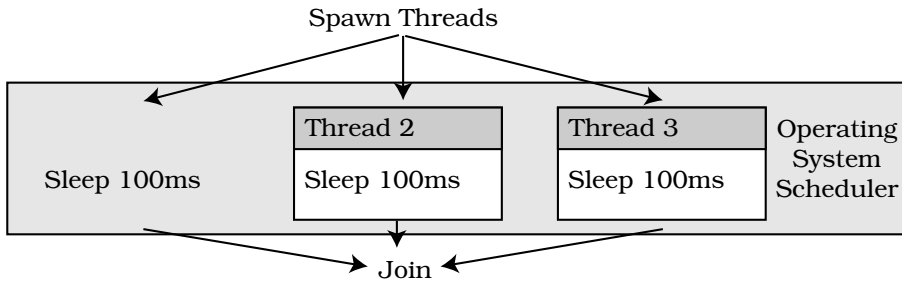 Spawn Threads
Thread 2
Thread 3
Sleep 100ms
Sleep 100ms
Sleep 100ms
Operating
System
Scheduler
Join